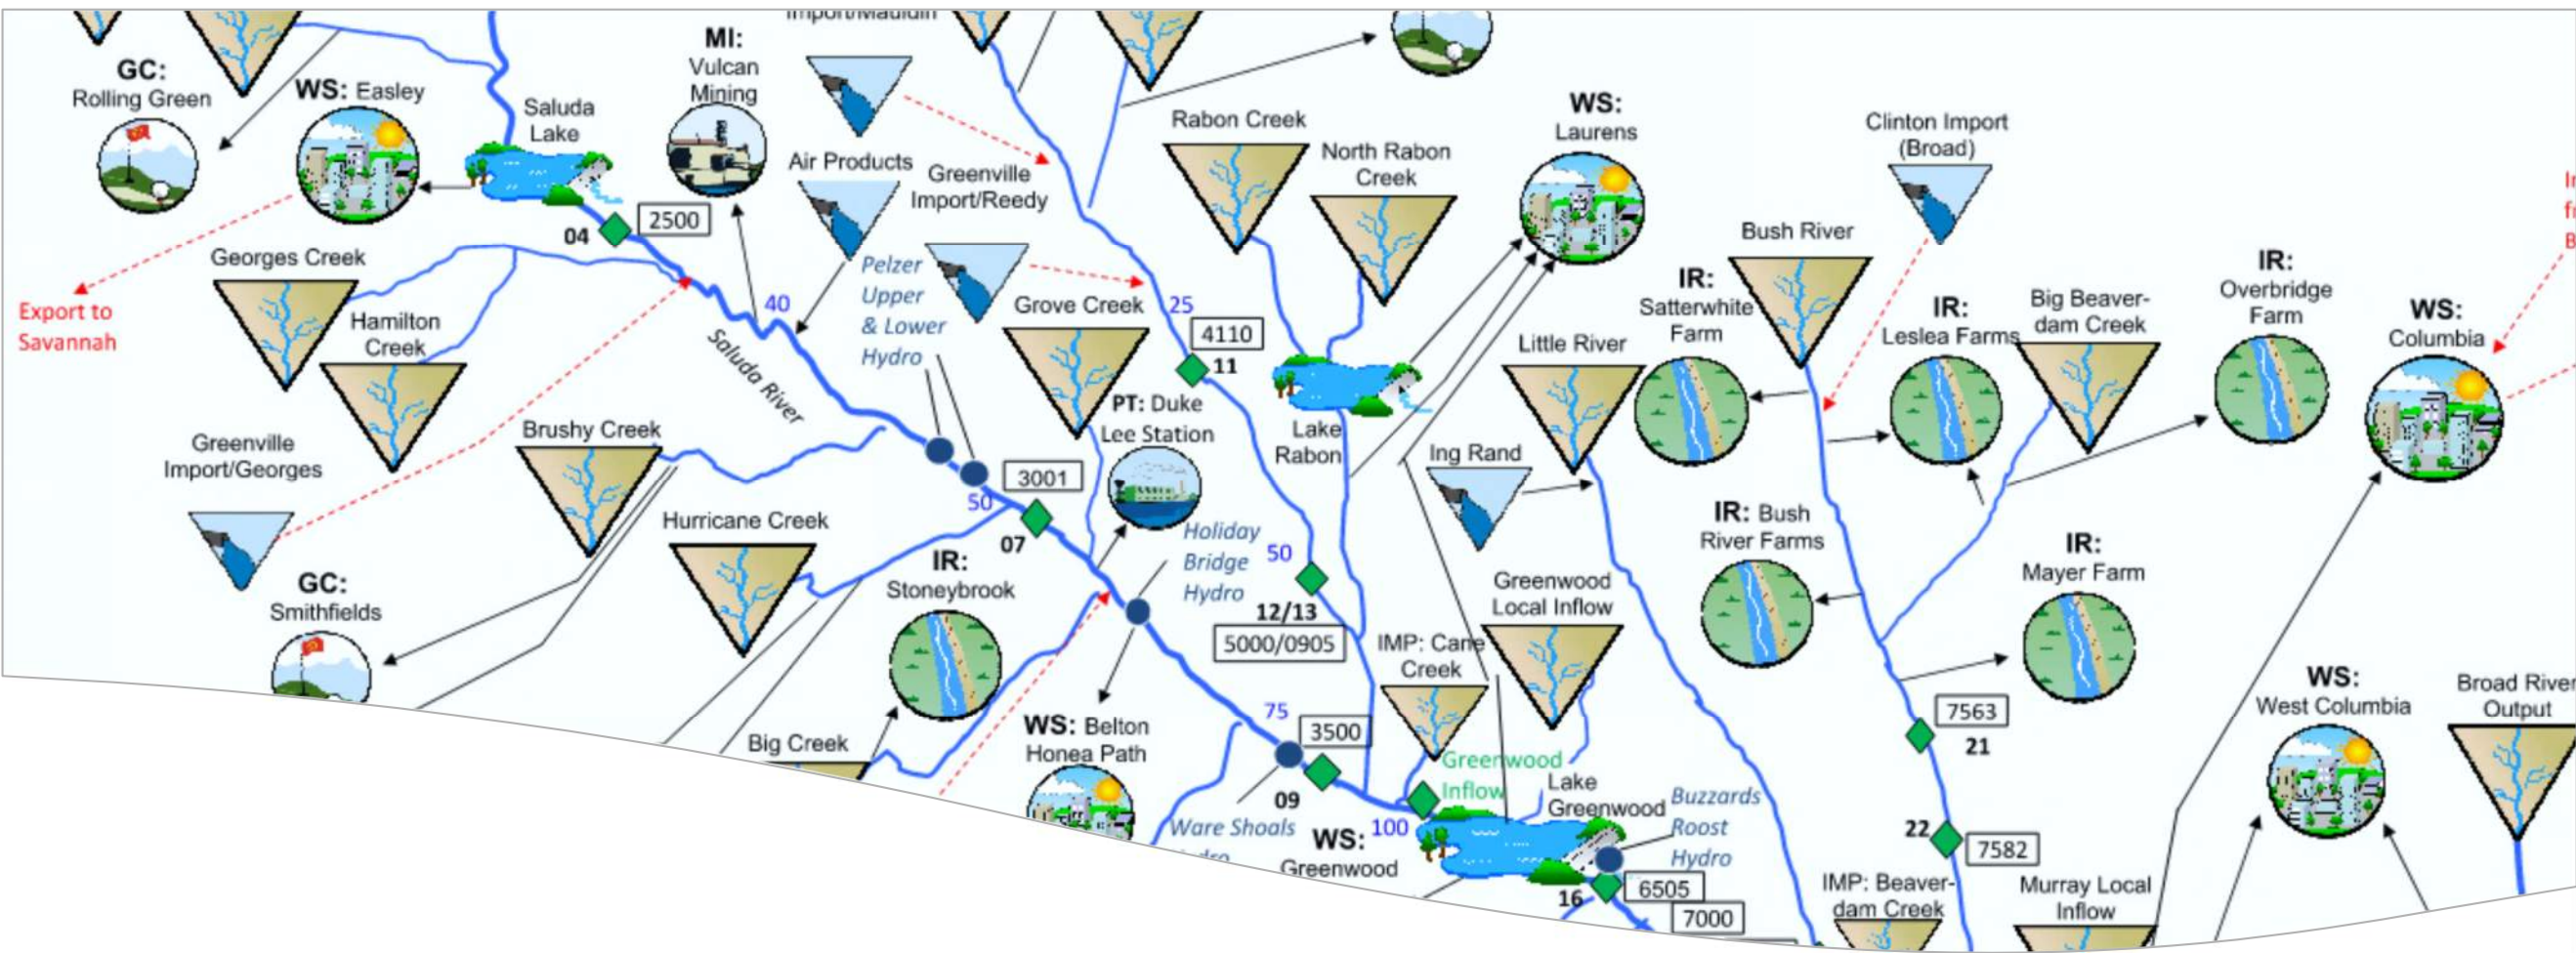 Import/Mauldin
GC:
Rolling Green
WS: Easley
Saluda
Lake
MI:
Vulcan
Mining
Air Products
Greenville
Import/Reedy
Rabon Creek
North Rabon
Creek
WS:
Laurens
Clinton Import
(Broad)
Bush River
04
2500
Georges Creek
Export to
Savannah
Hamilton
Creek
Saluda River
40
Pelzer
Upper
& Lower
Hydro
Grove Creek
25
4110
11
Little River
IR:
Satterwhite
Farm
IR:
Leslea Farms
Big Beaver-
dam Creek
IR:
Overbridge
Farm
WS:
Columbia
Greenville
Import/Georges
Brushy Creek
PT: Duke
Lee Station
Lake
Rabon
Ing Rand
3001
50
07
Hurricane Creek
IR:
Stoneybrook
Holiday
Bridge
Hydro
50
12/13
5000/0905
IR: Bush
River Farms
IR:
Mayer Farm
GC:
Smithfields
Greenwood
Local Inflow
IMP: Cane
Creek
WS:
West Columbia
Broad River
Output
Big Creek
WS: Belton
Honea Path
75
3500
09
Ware Shoals
Greenwood
Inflow
100
Lake
Greenwood
Buzzards
Roost
Hydro
WS:
Greenwood
7563
21
22
7582
16
6505
7000
IMP: Beaver-
dam Creek
Murray Local
Inflow